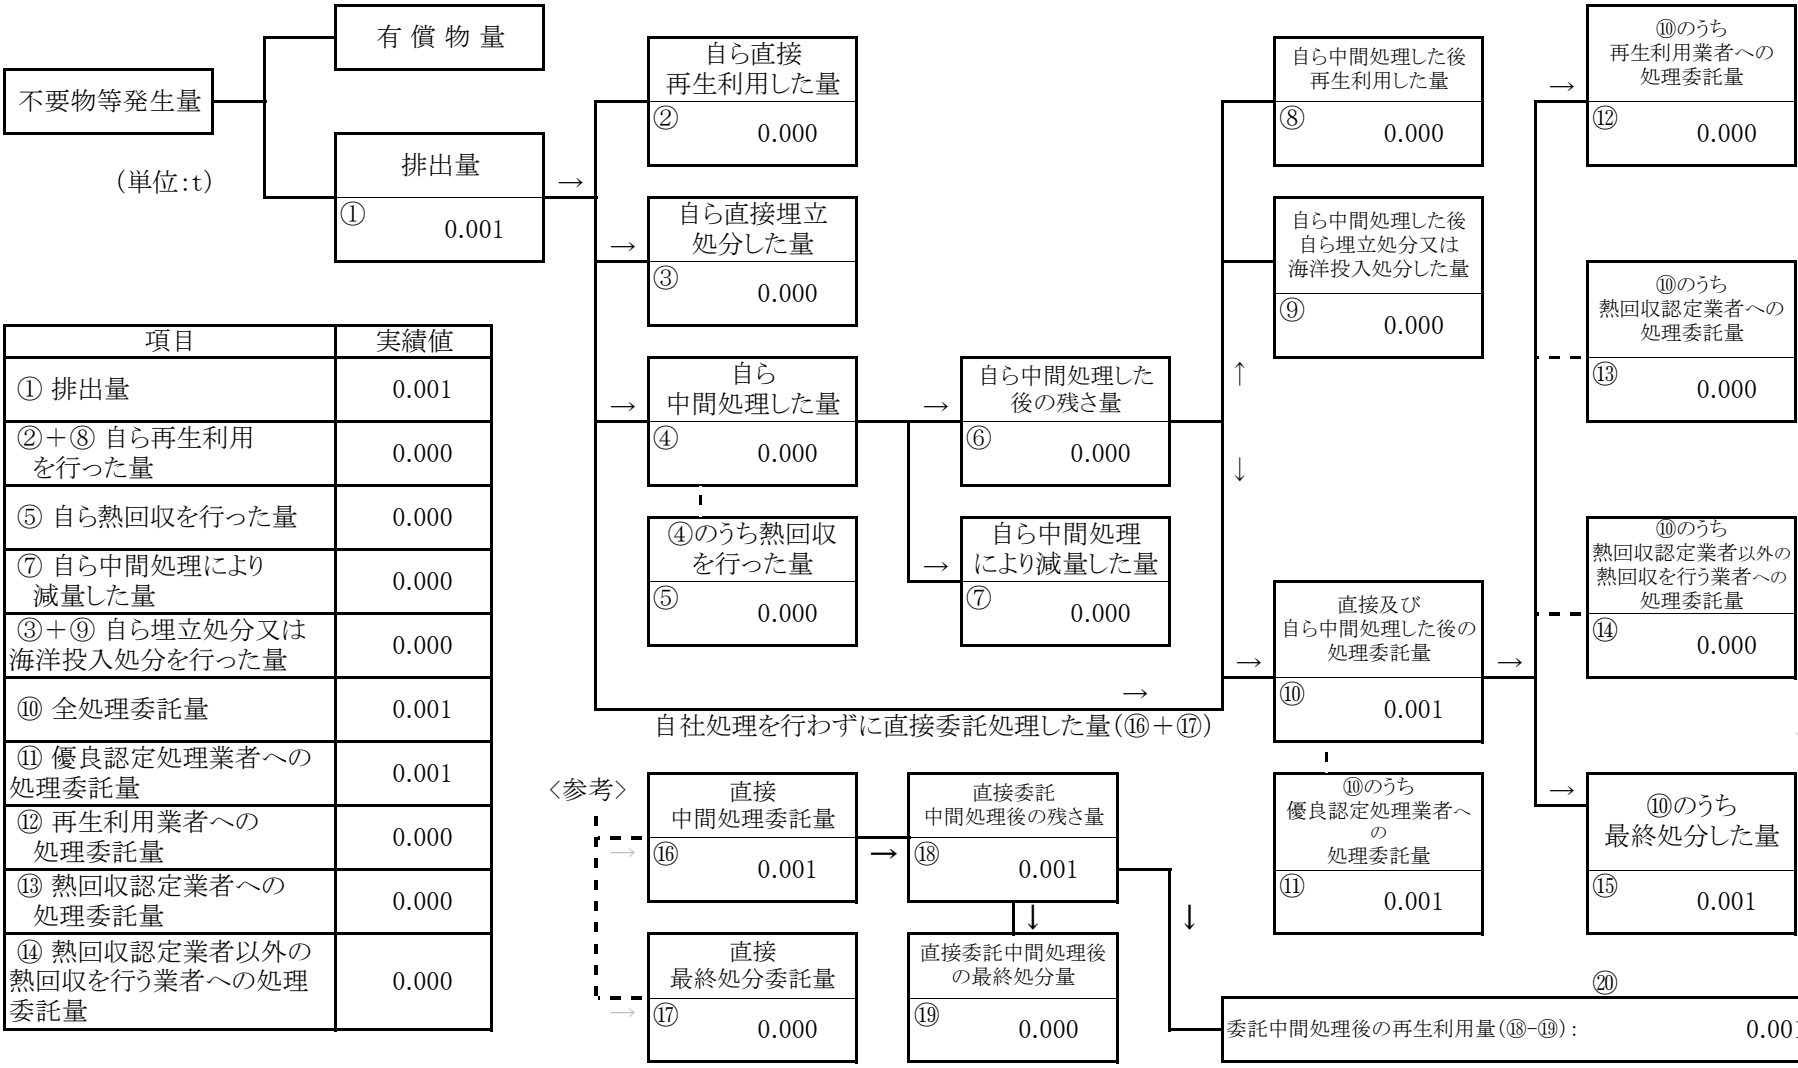 有償物量
不要物等発生量
(単位:t)
排出量
→
①
0.001
自ら直接
再生利用した量
②
0.000
→
自ら直接埋立
処分した量
③
0.000
→
自ら
中間処理した量
④
0.000
④のうち熱回収
を行った量
⑤
0.000
→
自ら中間処理した
後の残さ量
⑥
0.000
→
自ら中間処理
により減量した量
⑦
0.000
→
自社処理を行わずに直接委託処理した量(⑯+⑰)
自ら中間処理した後
再生利用した量
⑧
0.000
自ら中間処理した後
自ら埋立処分又は
海洋投入処分した量
⑨
0.000
↑
↓
→
直接及び
自ら中間処理した後の
処理委託量
⑩
0.001
→
⑩のうち
優良認定処理業者へ
の
処理委託量
⑪
0.001
→
⑩のうち
再生利用業者への
処理委託量
⑫
0.000
⑩のうち
熱回収認定業者への
処理委託量
⑬
0.000
⑩のうち
熱回収認定業者以外の
熱回収を行う業者への
処理委託量
⑭
0.000
→
⑩のうち
最終処分した量
⑮
0.001
項目 実績値
① 排出量 0.001
②+⑧ 自ら再生利用
を行った量 0.000
⑤ 自ら熱回収を行った量 0.000
⑦ 自ら中間処理により
減量した量 0.000
③+⑨ 自ら埋立処分又は
海洋投入処分を行った量 0.000
⑩ 全処理委託量 0.001
⑪ 優良認定処理業者への
処理委託量 0.001
⑫ 再生利用業者への
処理委託量 0.000
⑬ 熱回収認定業者への
処理委託量 0.000
⑭ 熱回収認定業者以外の
熱回収を行う業者への処理
委託量 0.000
<参考>
→
直接
中間処理委託量
⑯
0.001
→
直接委託
中間処理後の残さ量
⑱
0.001
→
直接
最終処分委託量
⑰
0.000
↓
直接委託中間処理後
の最終処分量
⑲
0.000
↓
⑳
委託中間処理後の再生利用量(⑱-⑲): 0.001